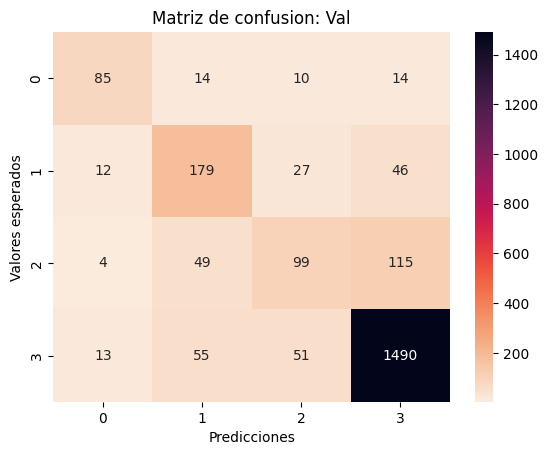 Matriz de confusion: Val
Valores esperados
0 85 14 10 14
1 12 179 27 46
2 4 49 99 115
3 13 55 51 1490
0 1 2 3
Predicciones
1400
1200
1000
800
600
400
200